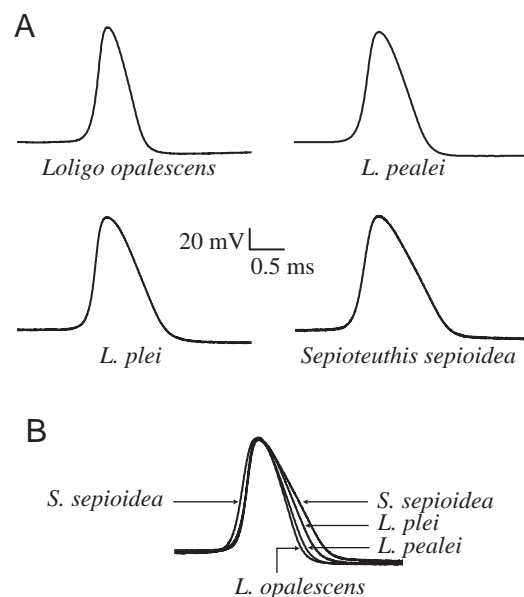 A
Loligo opalescens
L. pealei
20 mV
0.5 ms
L. plei
Sepioteuthis sepioidea
B
S. sepioidea
S. sepioidea
L. plei
L. pealei
L. opalescens